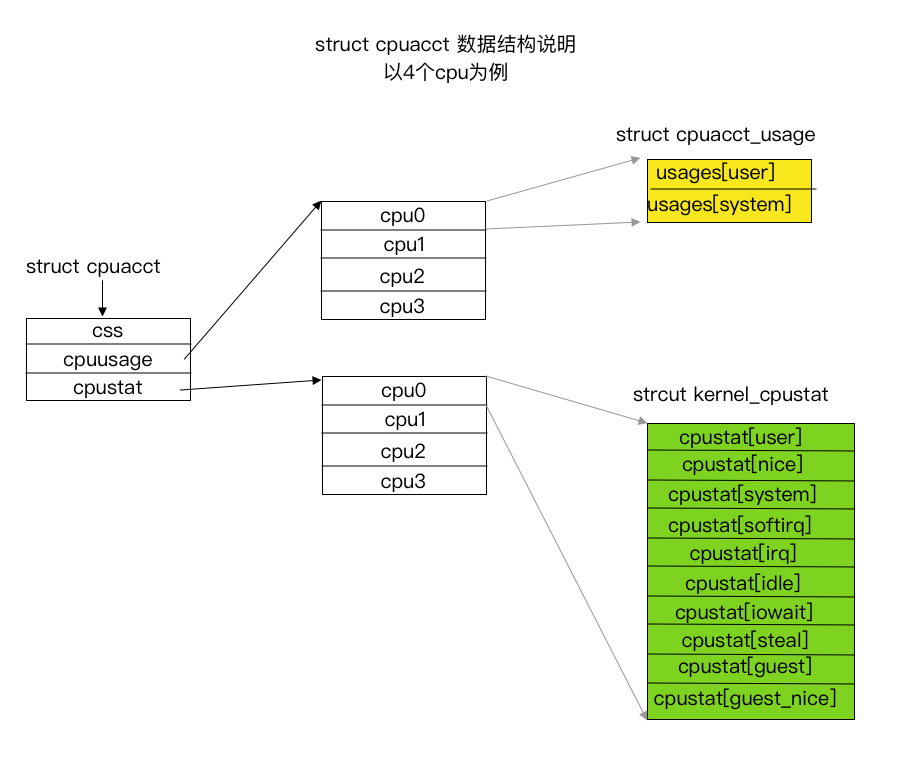 struct cpuacct 数据结构说明
以4个cpu为例
struct cpuacct_usage
usages[user]
usages[system]
cpu0
cpu1
cpu2
cpu3
struct cpuacct
css
cpuusage
cpustat
cpu0
cpu1
cpu2
cpu3
strcut kernel_cpustat
cpustat[user]
cpustat[nice]
cpustat[system]
cpustat[softirq]
cpustat[irq]
cpustat[idle]
cpustat[iowait]
cpustat[steal]
cpustat[guest]
cpustat[guest_nice]